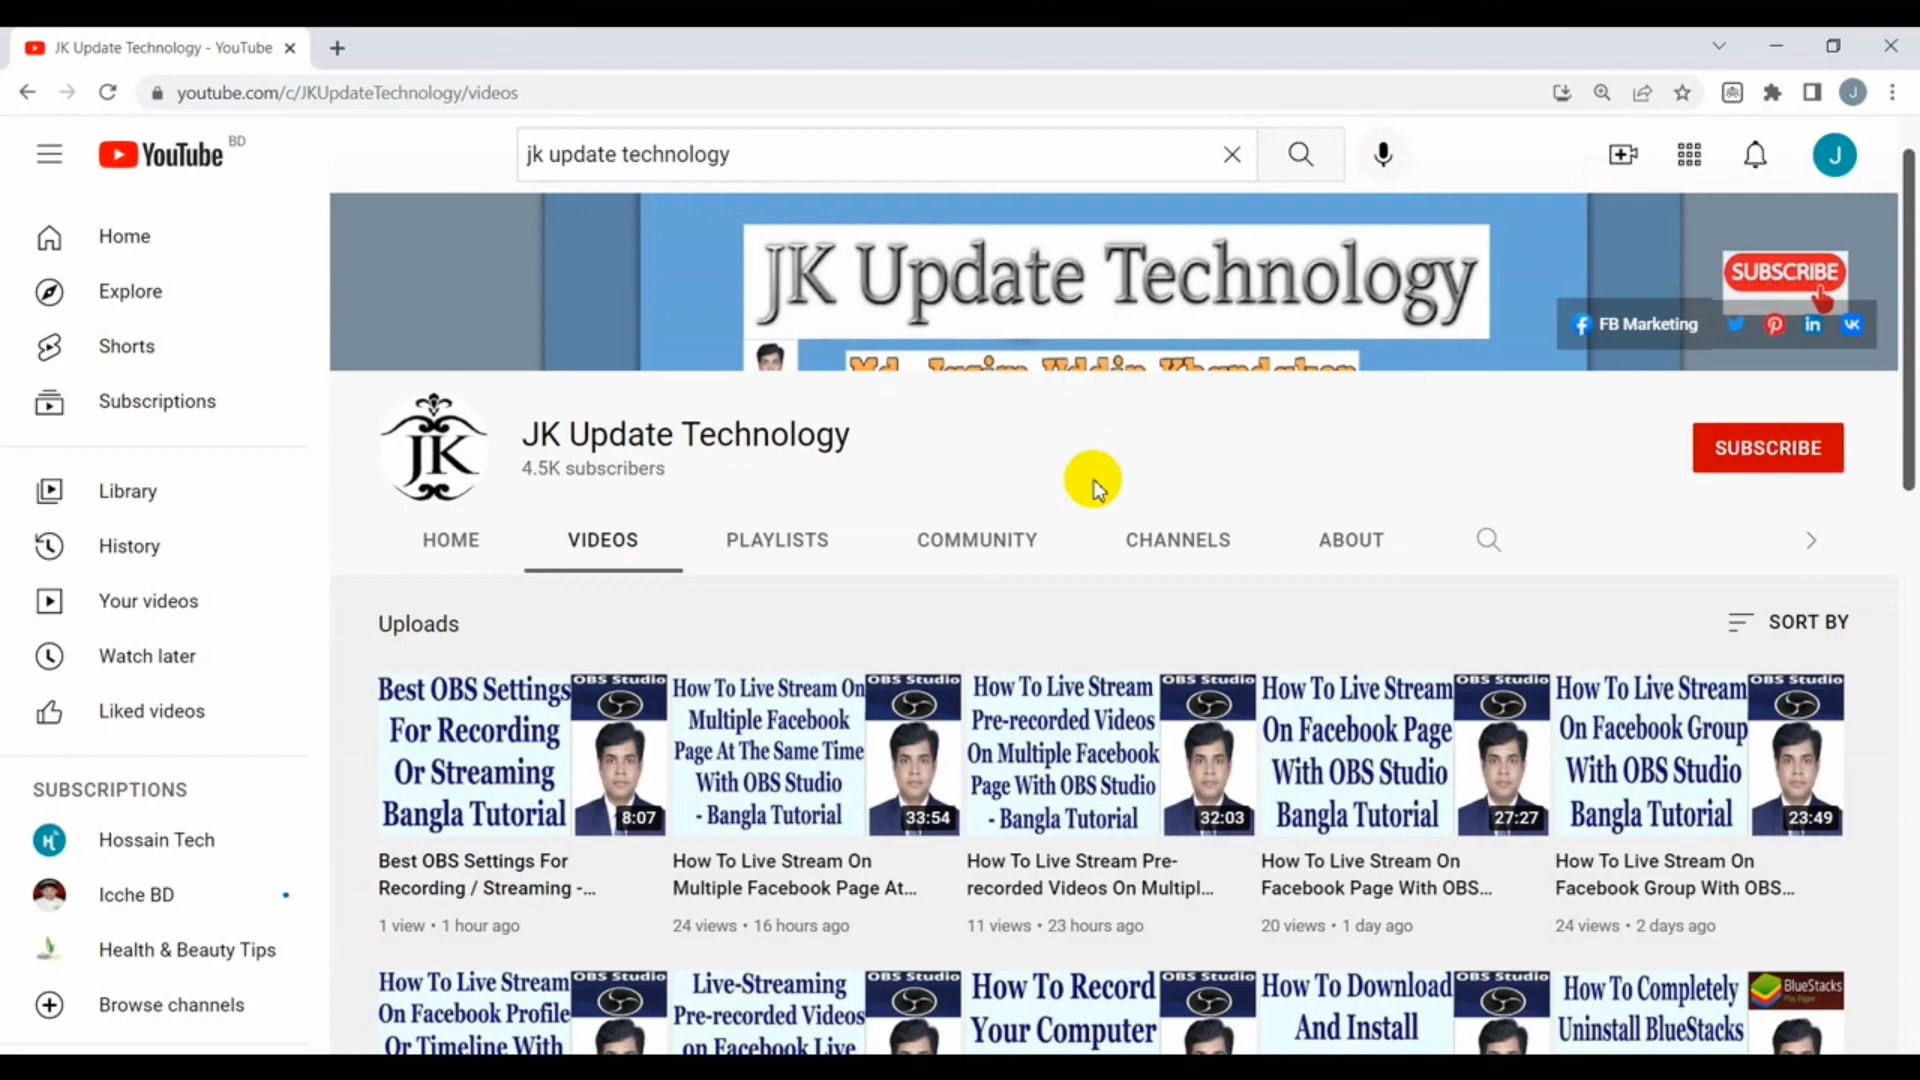 JK Update Technology - YouTube
youtube.com/c/JKUpdateTechnology/videos
J
YouTube BD
jk update technology
J
Home
Explore
Shorts
Subscriptions
Library
History
Your videos
Watch later
Liked videos
SUBSCRIPTIONS
Hossain Tech
Icche BD
Health & Beauty Tips
Browse channels
JK Update Technology
SUBSCRIBE
FB Marketing
Md. Jasim Uddin Khandaker
JK
JK Update Technology
4.5K subscribers
SUBSCRIBE
HOME VIDEOS PLAYLISTS COMMUNITY CHANNELS ABOUT
Uploads
SORT BY
Best OBS Settings
For Recording
Or Streaming
Bangla Tutorial
OBS Studio
8:07
Best OBS Settings For
Recording / Streaming -...
1 view • 1 hour ago
How To Live Stream On
Multiple Facebook
Page At The Same Time
With OBS Studio
- Bangla Tutorial
OBS Studio
33:54
How To Live Stream On
Multiple Facebook Page At...
24 views • 16 hours ago
How To Live Stream
Pre-recorded Videos
On Multiple Facebook
Page With OBS Studio
- Bangla Tutorial
OBS Studio
32:03
How To Live Stream Pre-
recorded Videos On Multipl...
11 views • 23 hours ago
How To Live Stream
On Facebook Page
With OBS Studio
Bangla Tutorial
OBS Studio
27:27
How To Live Stream On
Facebook Page With OBS...
20 views • 1 day ago
How To Live Stream
On Facebook Group
With OBS Studio
Bangla Tutorial
OBS Studio
23:49
How To Live Stream On
Facebook Group With OBS...
24 views • 2 days ago
How To Live Stream
On Facebook Profile
Or Timeline With
OBS Studio
Live-Streaming
Pre-recorded Videos
on Facebook Live
OBS Studio
How To Record
Your Computer
OBS Studio
How To Download
And Install
OBS Studio
How To Completely
Uninstall BlueStacks
BlueStacks
Play Bigger